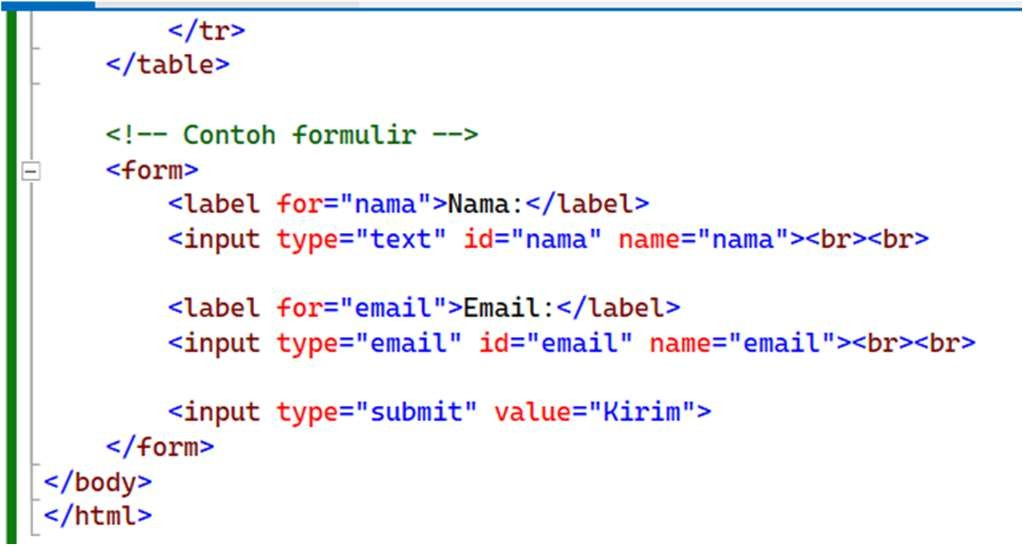 </tr>
</table>
<!-- Contoh formulir -->
<form>
<label for="nama">Nama:</label>
<input type="text" id="nama" name="nama"><br><br>
<label for="email">Email:</label>
<input type="email" id="email" name="email"><br><br>
<input type="submit" value="Kirim">
</form>
</body>
</html>